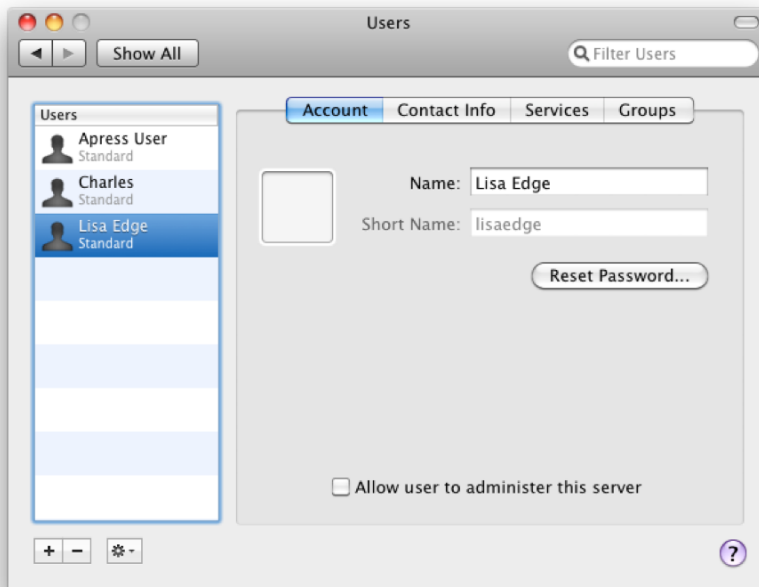 Users
Show All
Filter Users
Users
Apress User
Standard
Charles
Standard
Lisa Edge
Standard
Account Contact Info Services Groups
Name: Lisa Edge
Short Name: lisaedge
Reset Password...
Allow user to administer this server
+ −
?